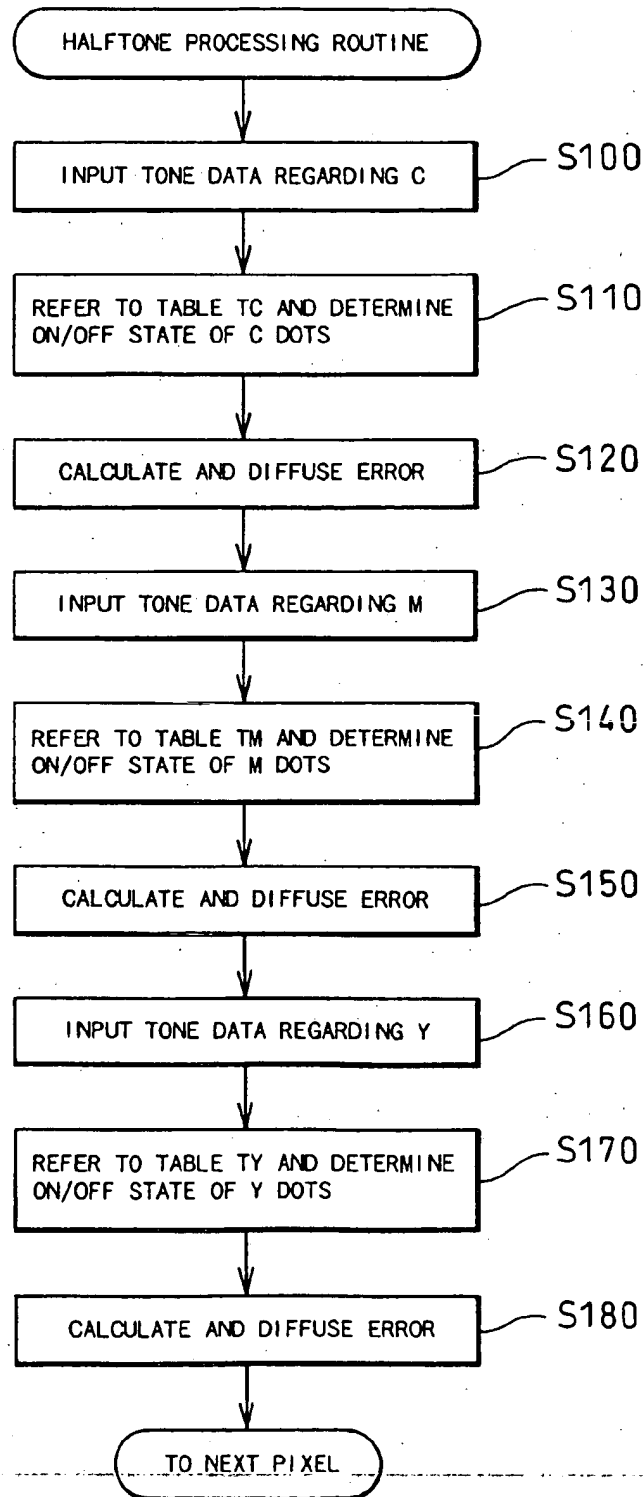 HALFTONE PROCESSING ROUTINE
INPUT TONE DATA REGARDING C
S100
REFER TO TABLE TC AND DETERMINE
ON/OFF STATE OF C DOTS
S110
CALCULATE AND DIFFUSE ERROR
S120
INPUT TONE DATA REGARDING M
S130
REFER TO TABLE TM AND DETERMINE
ON/OFF STATE OF M DOTS
S140
CALCULATE AND DIFFUSE ERROR
S150
INPUT TONE DATA REGARDING Y
S160
REFER TO TABLE TY AND DETERMINE
ON/OFF STATE OF Y DOTS
S170
CALCULATE AND DIFFUSE ERROR
S180
TO NEXT PIXEL